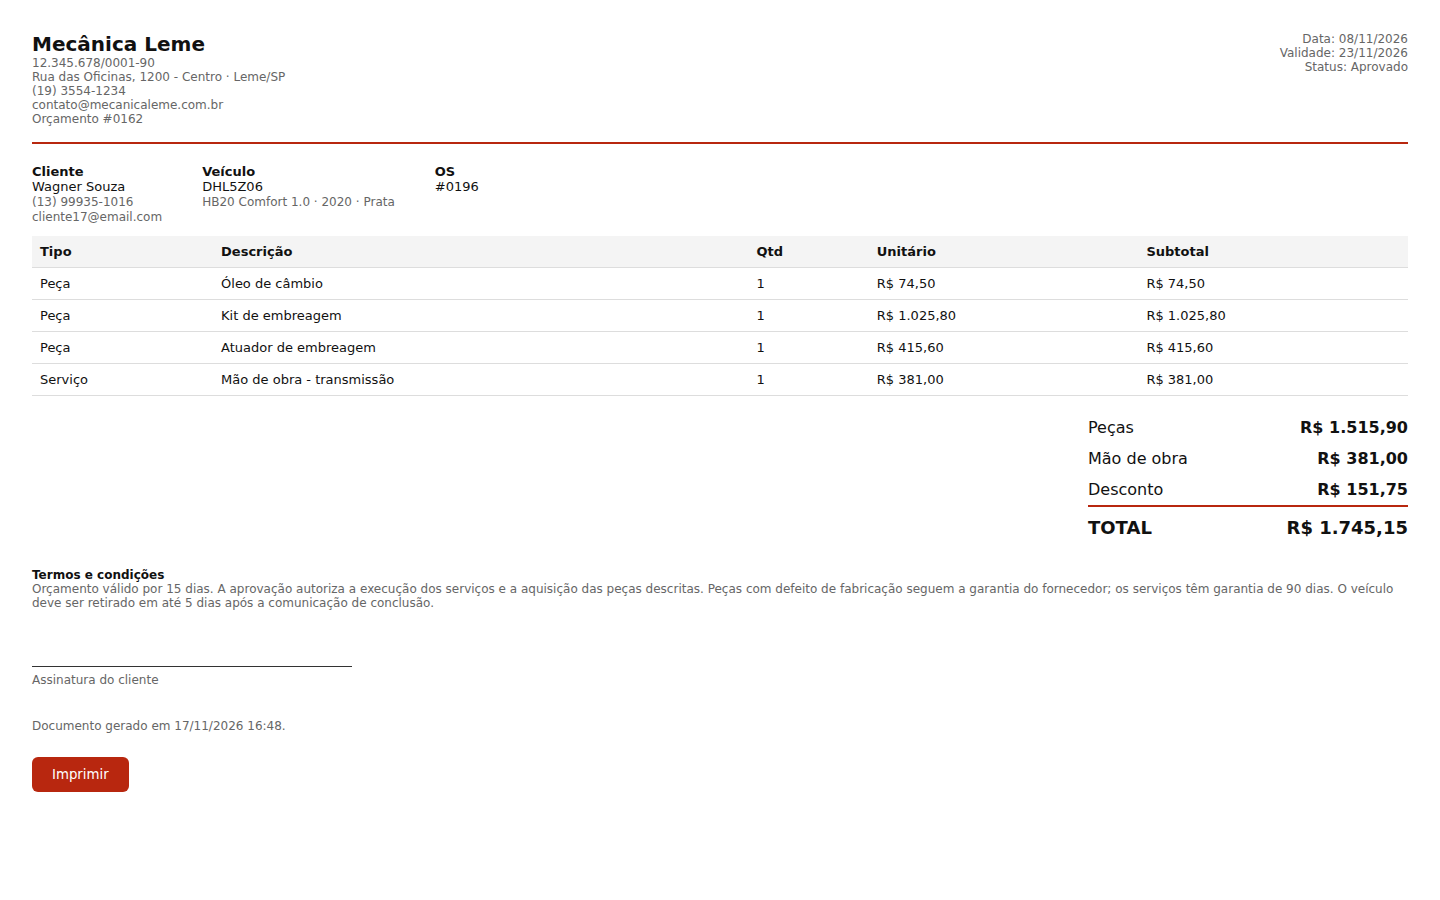 Mecânica Leme
12.345.678/0001-90
Rua das Oficinas, 1200 - Centro · Leme/SP
(19) 3554-1234
contato@mecanicaleme.com.br
Orçamento #0162
Data: 08/11/2026
Validade: 23/11/2026
Status: Aprovado
Cliente
Wagner Souza
(13) 99935-1016
cliente17@email.com
Veículo
DHL5Z06
HB20 Comfort 1.0 · 2020 · Prata
OS
#0196
Tipo Descrição Qtd Unitário Subtotal
Peça Óleo de câmbio 1 R$ 74,50 R$ 74,50
Peça Kit de embreagem 1 R$ 1.025,80 R$ 1.025,80
Peça Atuador de embreagem 1 R$ 415,60 R$ 415,60
Serviço Mão de obra - transmissão 1 R$ 381,00 R$ 381,00
Peças R$ 1.515,90
Mão de obra R$ 381,00
Desconto R$ 151,75
TOTAL R$ 1.745,15
Termos e condições
Orçamento válido por 15 dias. A aprovação autoriza a execução dos serviços e a aquisição das peças descritas. Peças com defeito de fabricação seguem a garantia do fornecedor; os serviços têm garantia de 90 dias. O veículo
deve ser retirado em até 5 dias após a comunicação de conclusão.
Assinatura do cliente
Documento gerado em 17/11/2026 16:48.
Imprimir